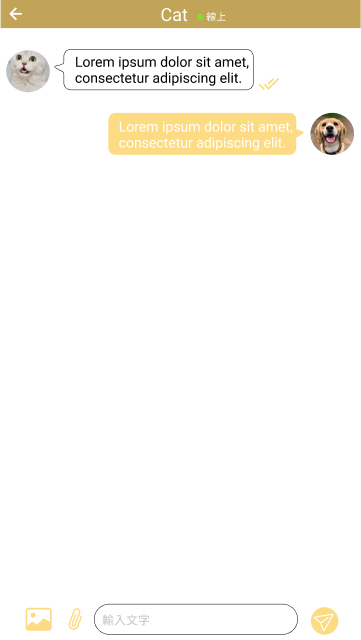 Cat 線上
Lorem ipsum dolor sit amet,
consectetur adipiscing elit.
Lorem ipsum dolor sit amet,
consectetur adipiscing elit.
輸入文字